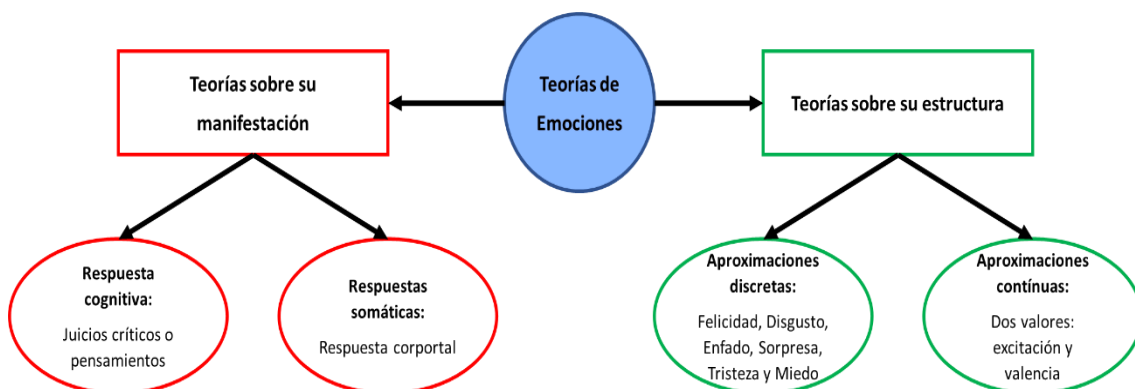 Teorías de
Emociones
Teorías sobre su
manifestación
Teorías sobre su estructura
Respuesta
cognitiva:
Juicios críticos o
pensamientos
Respuestas
somáticas:
Respuesta corportal
Aproximaciones
discretas:
Felicidad, Disgusto,
Enfado, Sorpresa,
Tristeza y Miedo
Aproximaciones
contínuas:
Dos valores:
excitación y
valencia